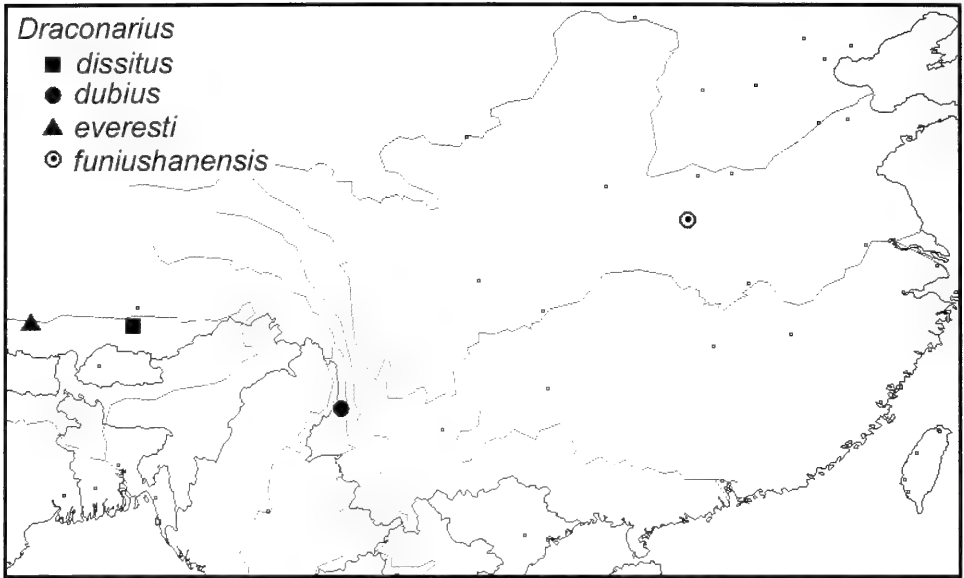 Draconarius
dissitus
dubius
everesti
funiushanensis